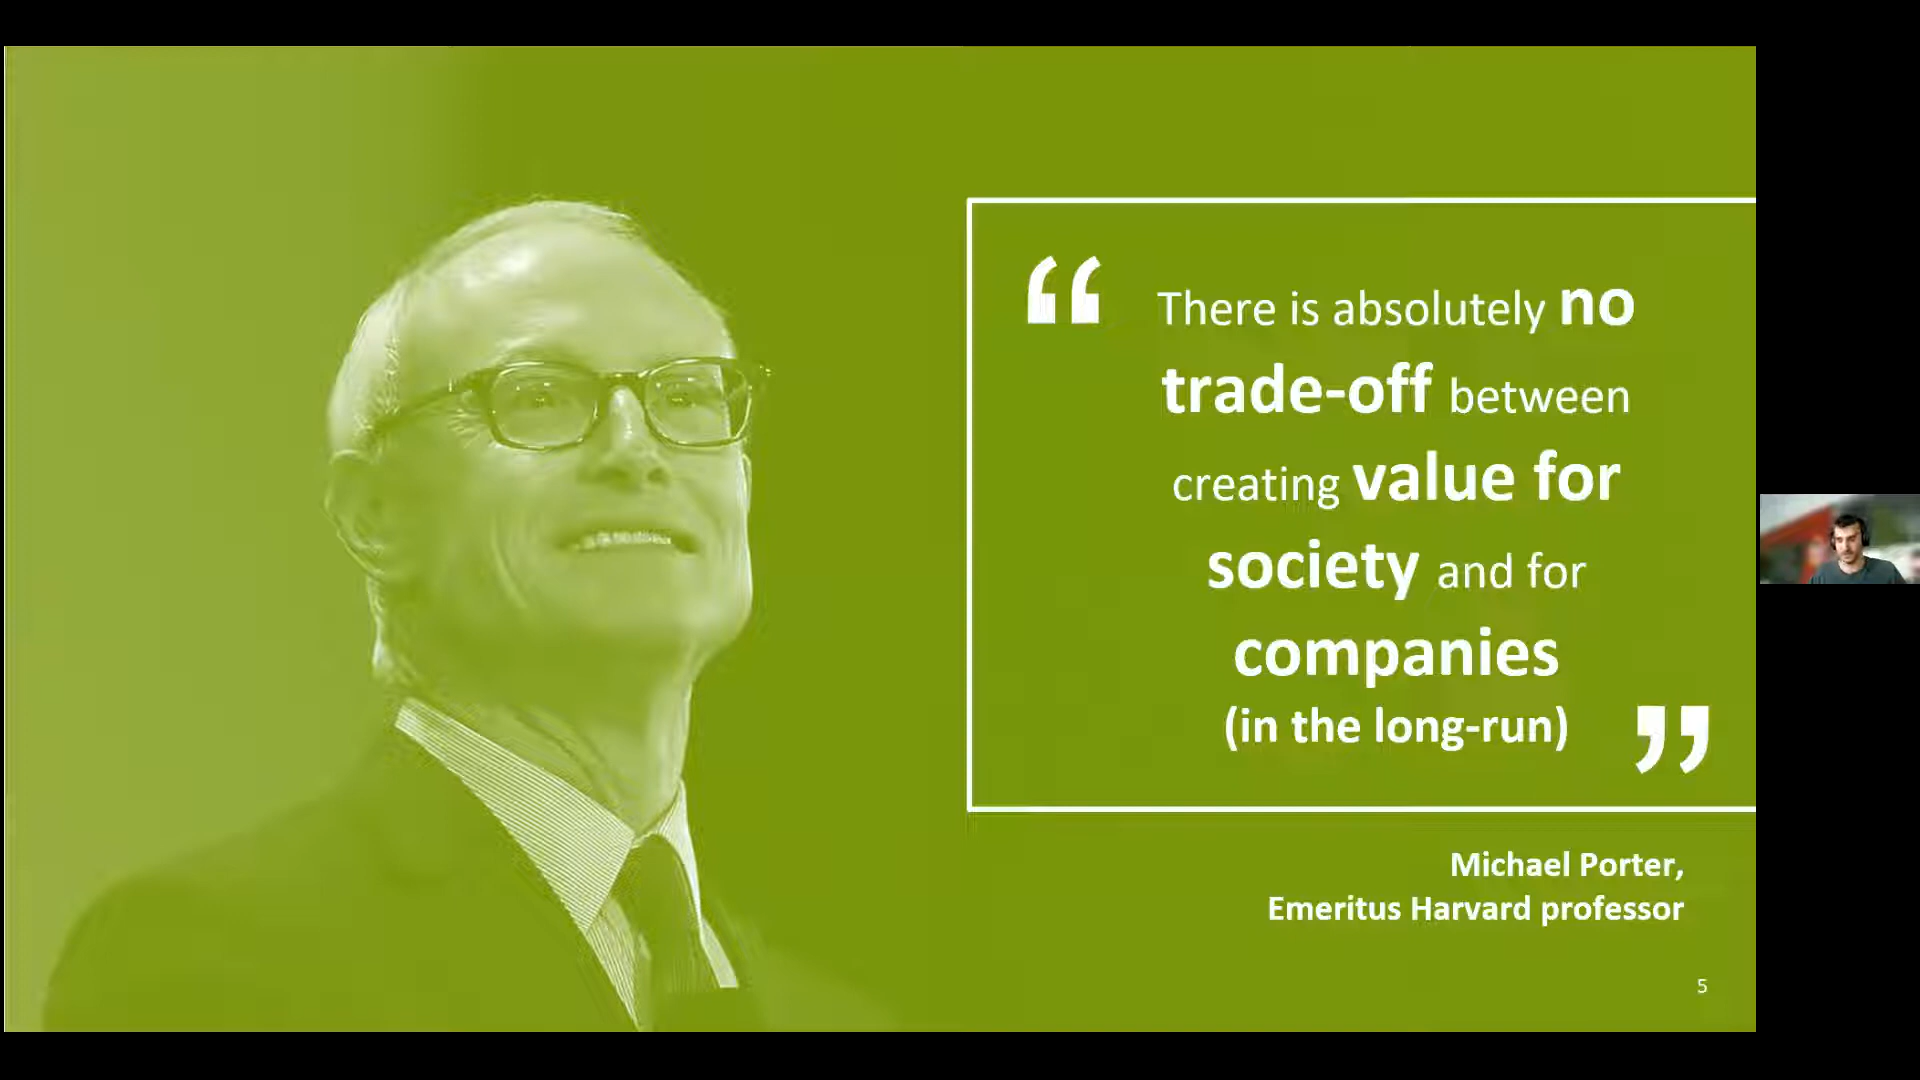 “ There is absolutely no
trade-off between
creating value for
society and for
companies
(in the long-run) ”
Michael Porter,
Emeritus Harvard professor
5